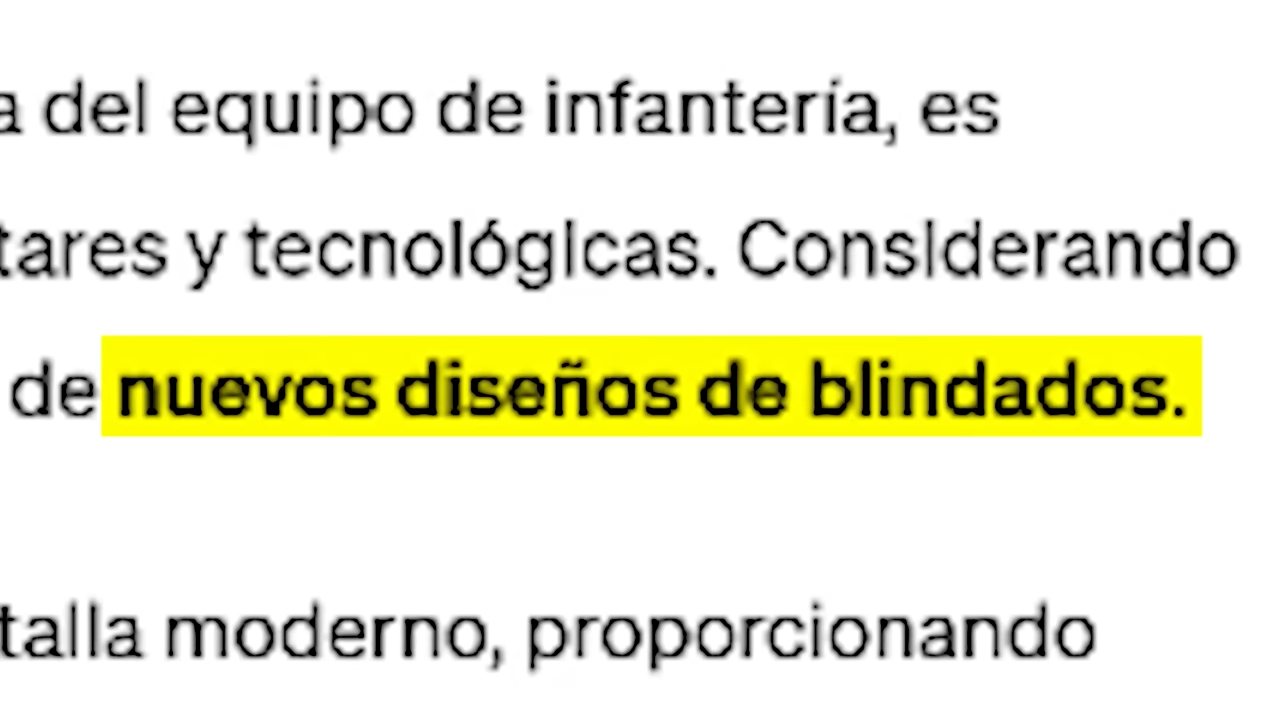 a del equipo de infantería, es
tares y tecnológicas. Considerando
de nuevos diseños de blindados.
talla moderno, proporcionando